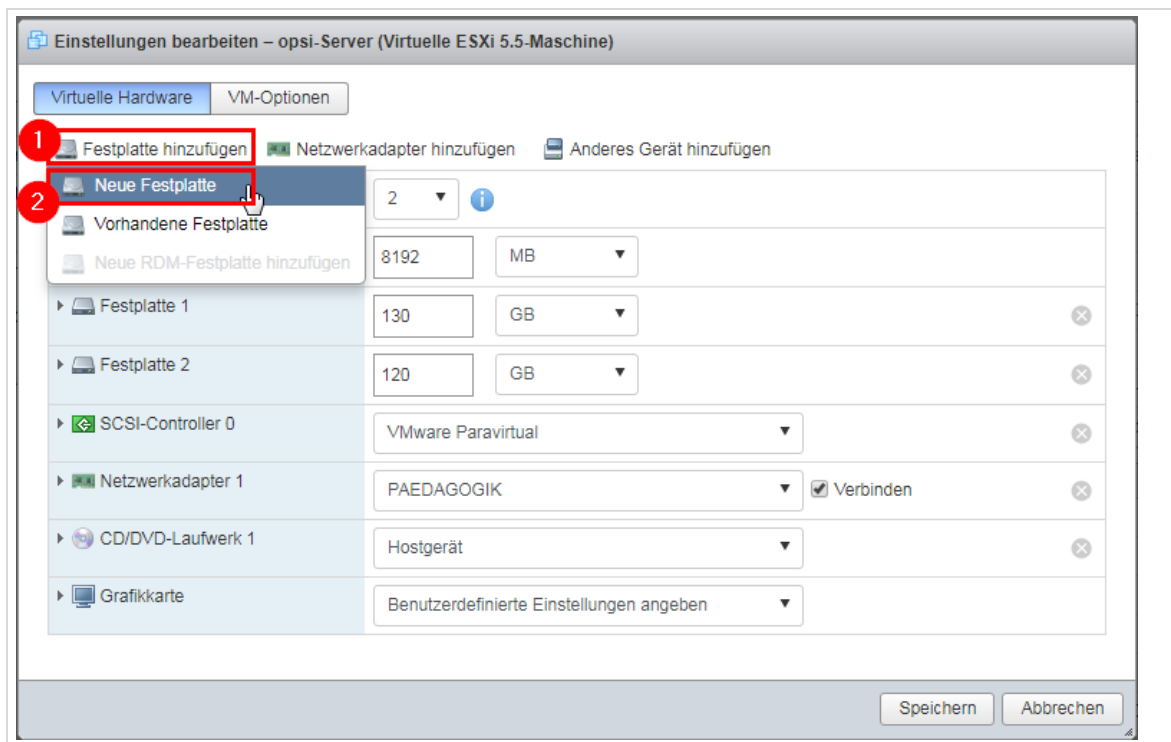 Einstellungen bearbeiten – opsi-Server (Virtuelle ESXi 5.5-Maschine)
Virtuelle Hardware VM-Optionen
1 Festplatte hinzufügen Netzwerkadapter hinzufügen Anderes Gerät hinzufügen
2 Neue Festplatte 2
Vorhandene Festplatte
Neue RDM-Festplatte hinzufügen 8192 MB
Festplatte 1 130 GB
Festplatte 2 120 GB
SCSI-Controller 0 VMware Paravirtual
Netzwerkadapter 1 PAEDAGOGIK Verbinden
CD/DVD-Laufwerk 1 Hostgerät
Grafikkarte Benutzerdefinierte Einstellungen angeben
Speichern Abbrechen